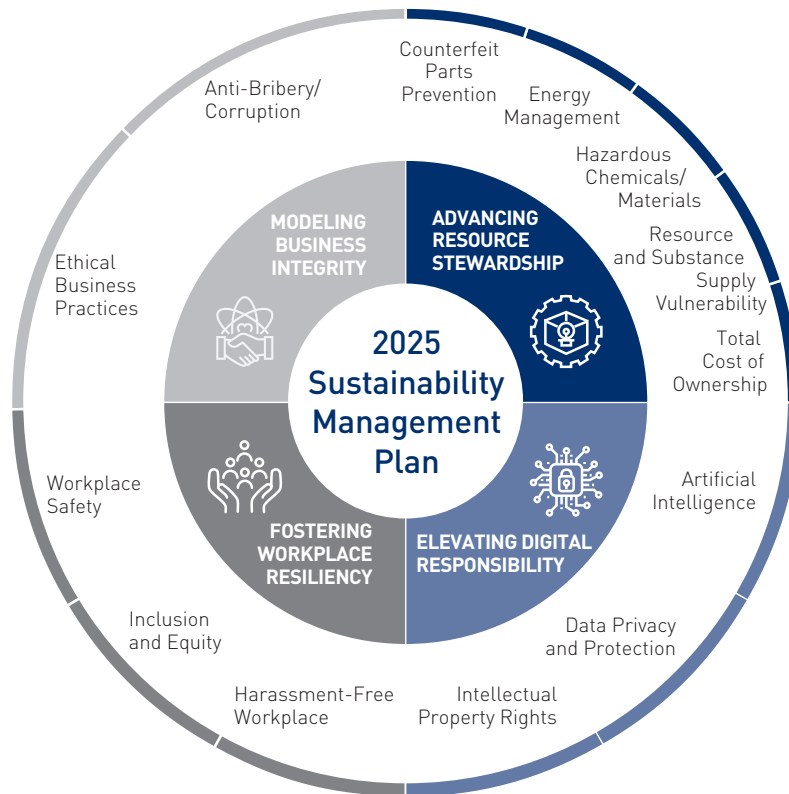 2025
Sustainability
Management
Plan
MODELING
BUSINESS
INTEGRITY
ADVANCING
RESOURCE
STEWARDSHIP
FOSTERING
WORKPLACE
RESILIENCY
ELEVATING DIGITAL
RESPONSIBILITY
Anti-Bribery/
Corruption
Ethical
Business
Practices
Counterfeit
Parts
Prevention
Energy
Management
Hazardous
Chemicals/
Materials
Resource
and Substance
Supply
Vulnerability
Total
Cost of
Ownership
Artificial
Intelligence
Data Privacy
and Protection
Intellectual
Property Rights
Harassment-Free
Workplace
Inclusion
and Equity
Workplace
Safety